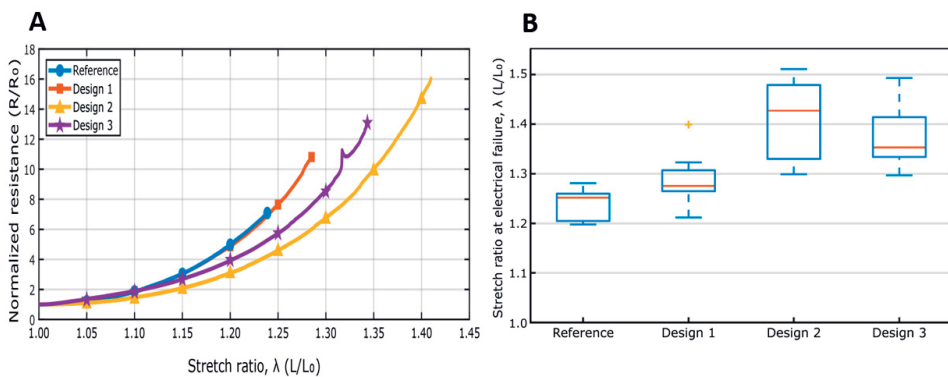 A
Normalized resistance (R/R₀)
18
16
14
12
10
8
6
4
2
0
Reference
Design 1
Design 2
Design 3
1.00 1.05 1.10 1.15 1.20 1.25 1.30 1.35 1.40 1.45
Stretch ratio, λ (L/L₀)
B
Stretch ratio at electrical failure, λ (L/L₀)
1.5
1.4
1.3
1.2
1.1
1.0
Reference Design 1 Design 2 Design 3